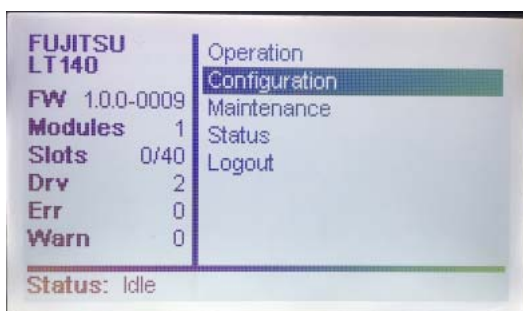 FUJITSU
LT140
FW 1.0.0-0009
Modules 1
Slots 0/40
Drv 2
Err 0
Warn 0
Operation
Configuration
Maintenance
Status
Logout
Status: Idle